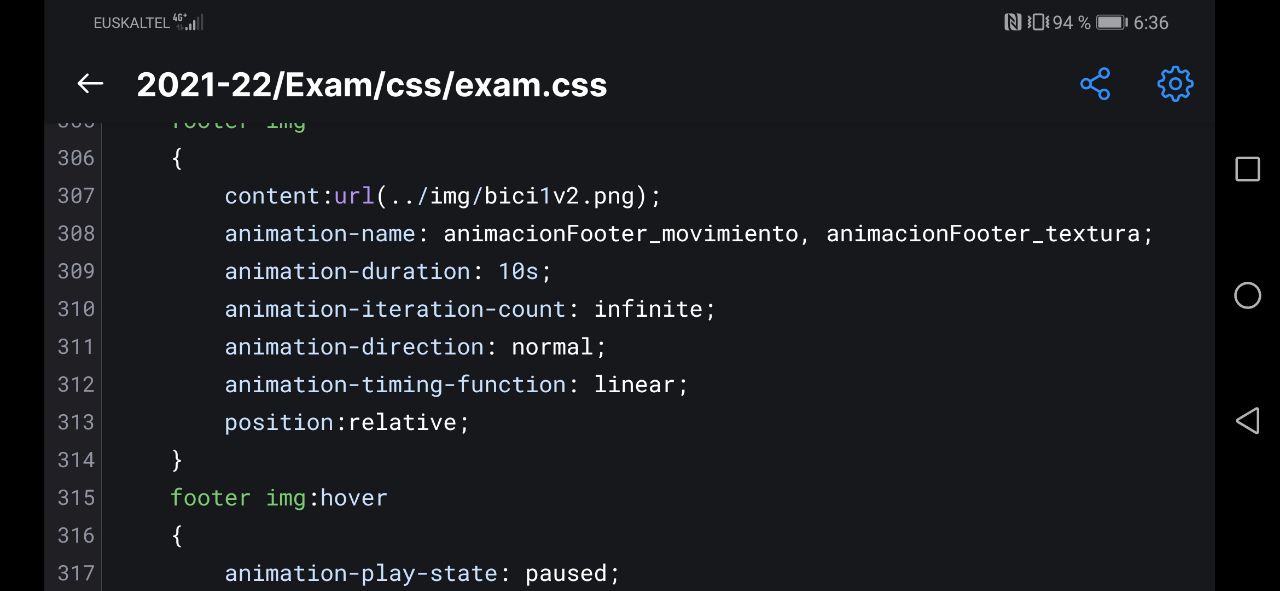 EUSKALTEL 4G+ 94 % 6:36
2021-22/Exam/css/exam.css
305 footer img
306 {
307 content:url(../img/bici1v2.png);
308 animation-name: animacionFooter_movimiento, animacionFooter_textura;
309 animation-duration: 10s;
310 animation-iteration-count: infinite;
311 animation-direction: normal;
312 animation-timing-function: linear;
313 position:relative;
314 }
315 footer img:hover
316 {
317 animation-play-state: paused;